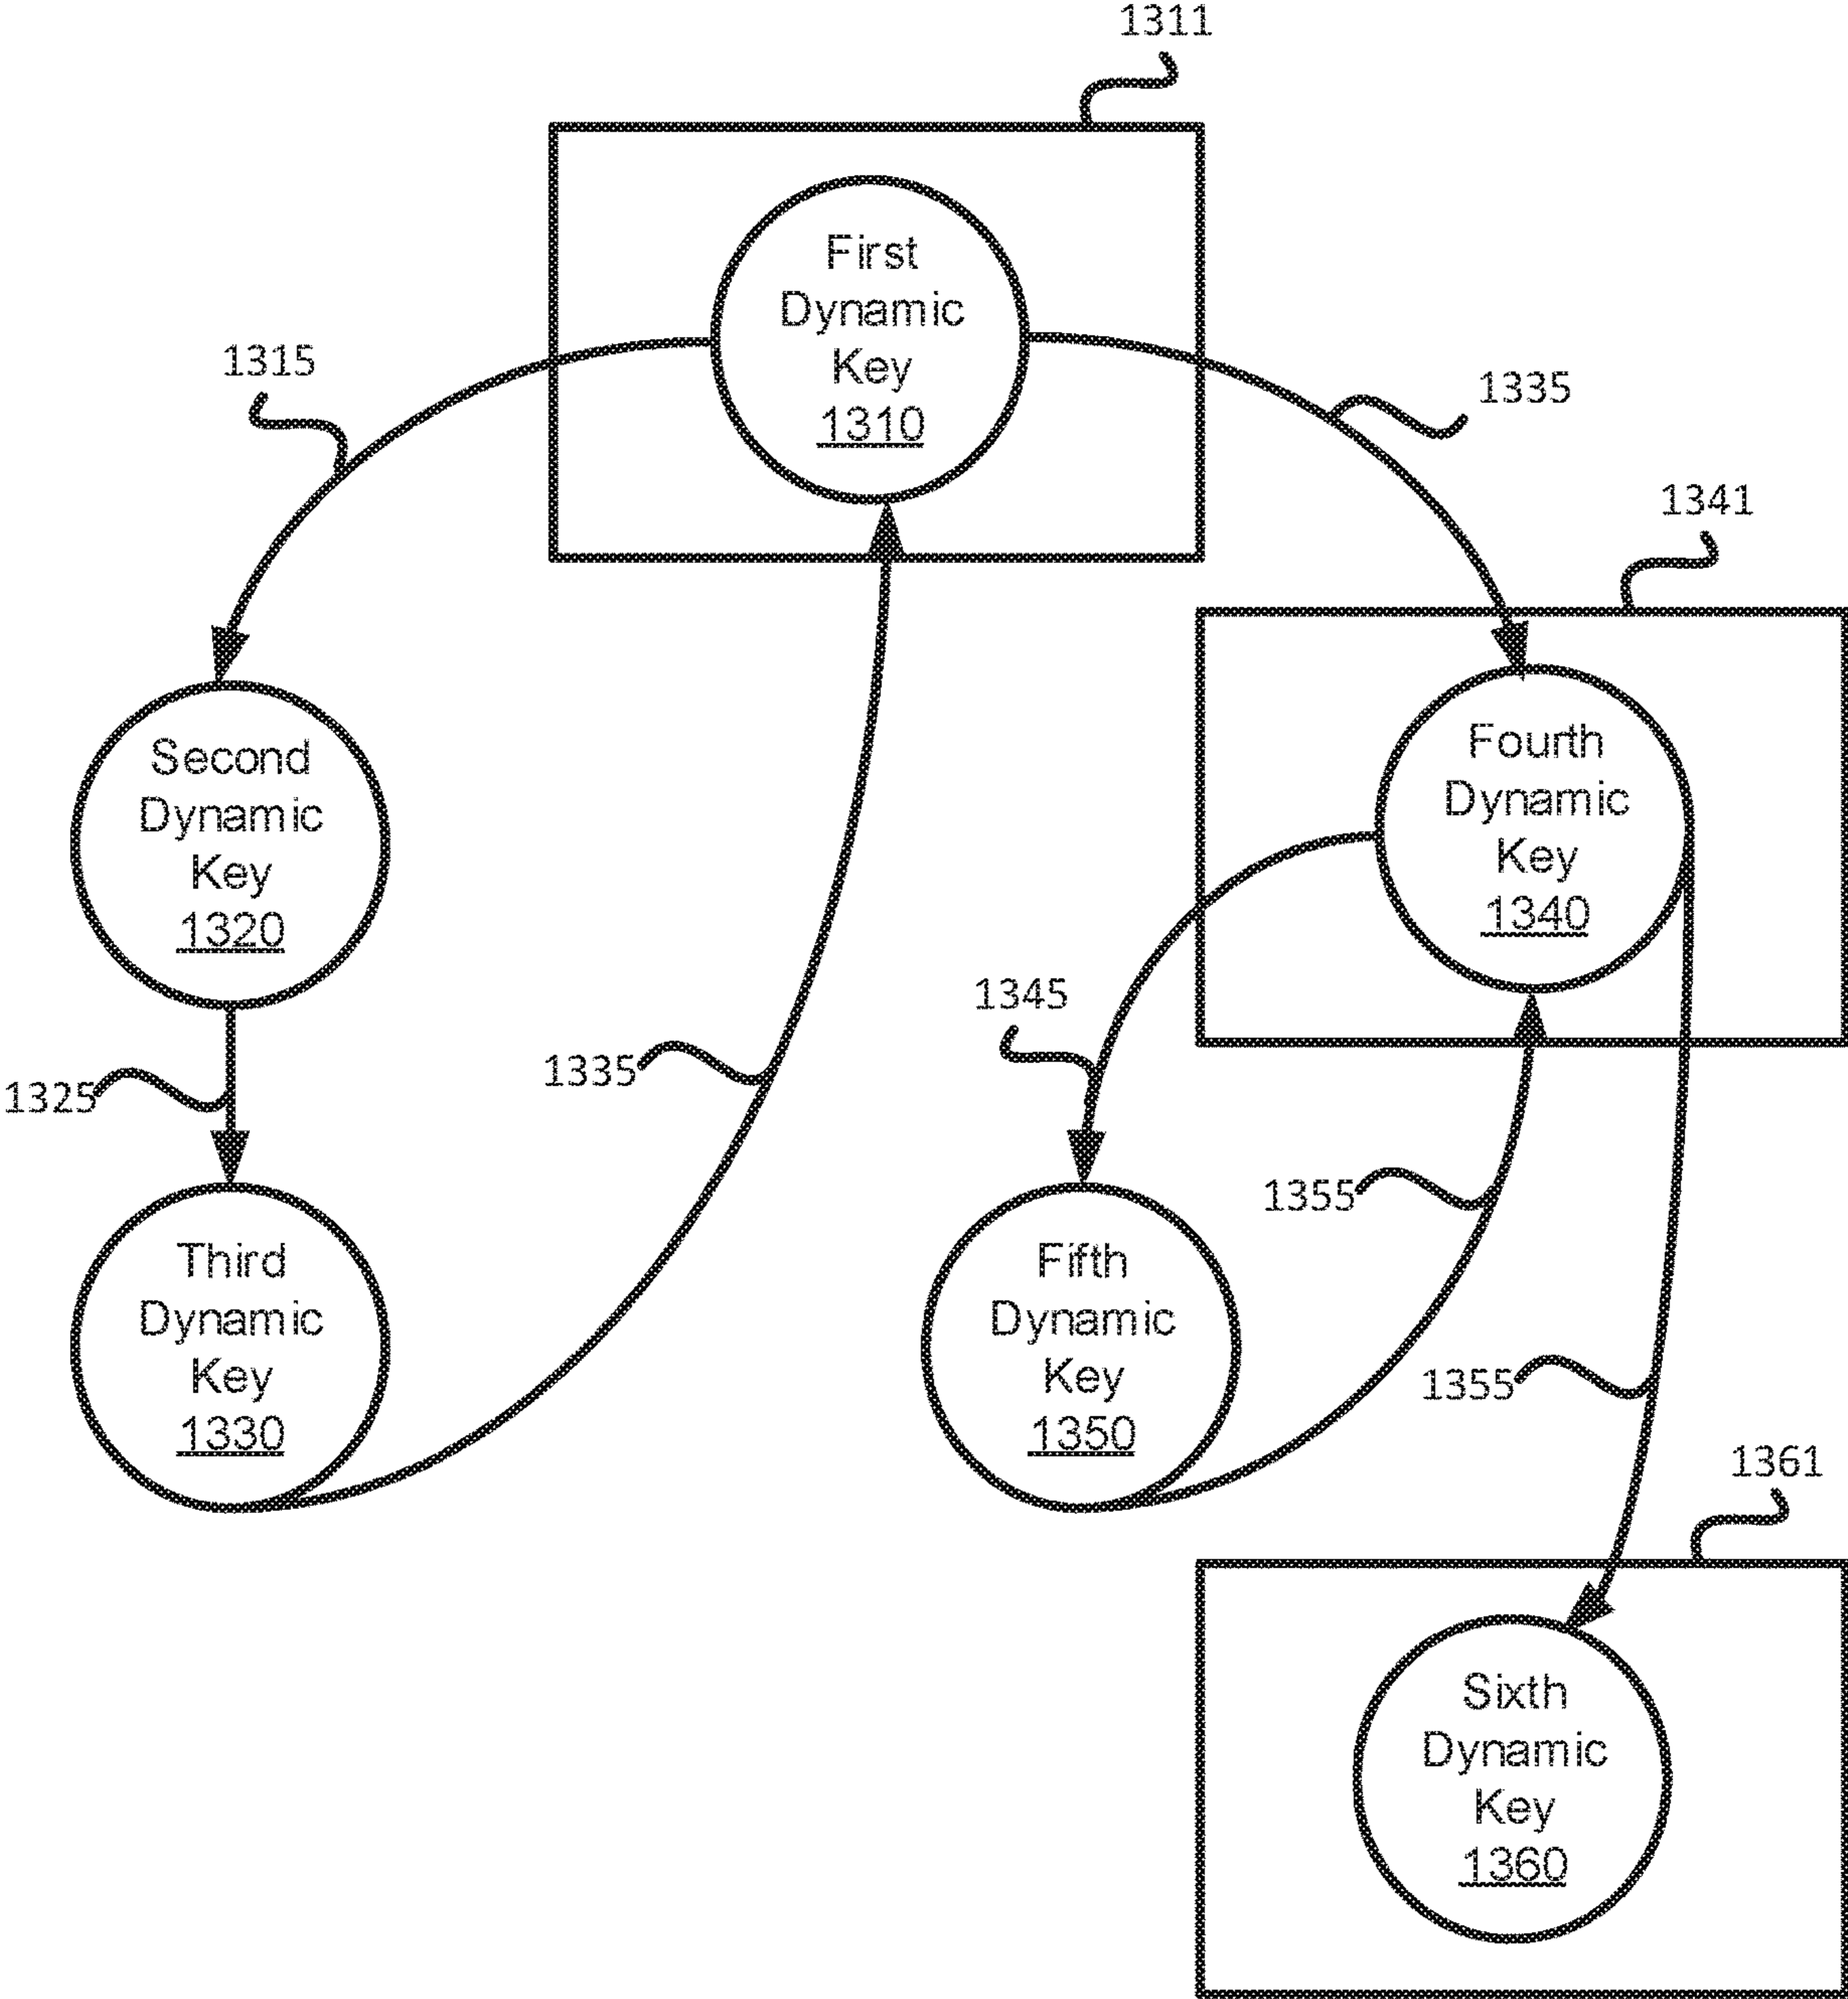 1311
First
Dynamic
Key
1310
1315
1335
1341
Second
Dynamic
Key
1320
Fourth
Dynamic
Key
1340
1345
1335
1325
1355
Third
Dynamic
Key
1330
Fifth
Dynamic
Key
1350
1355
1361
Sixth
Dynamic
Key
1360